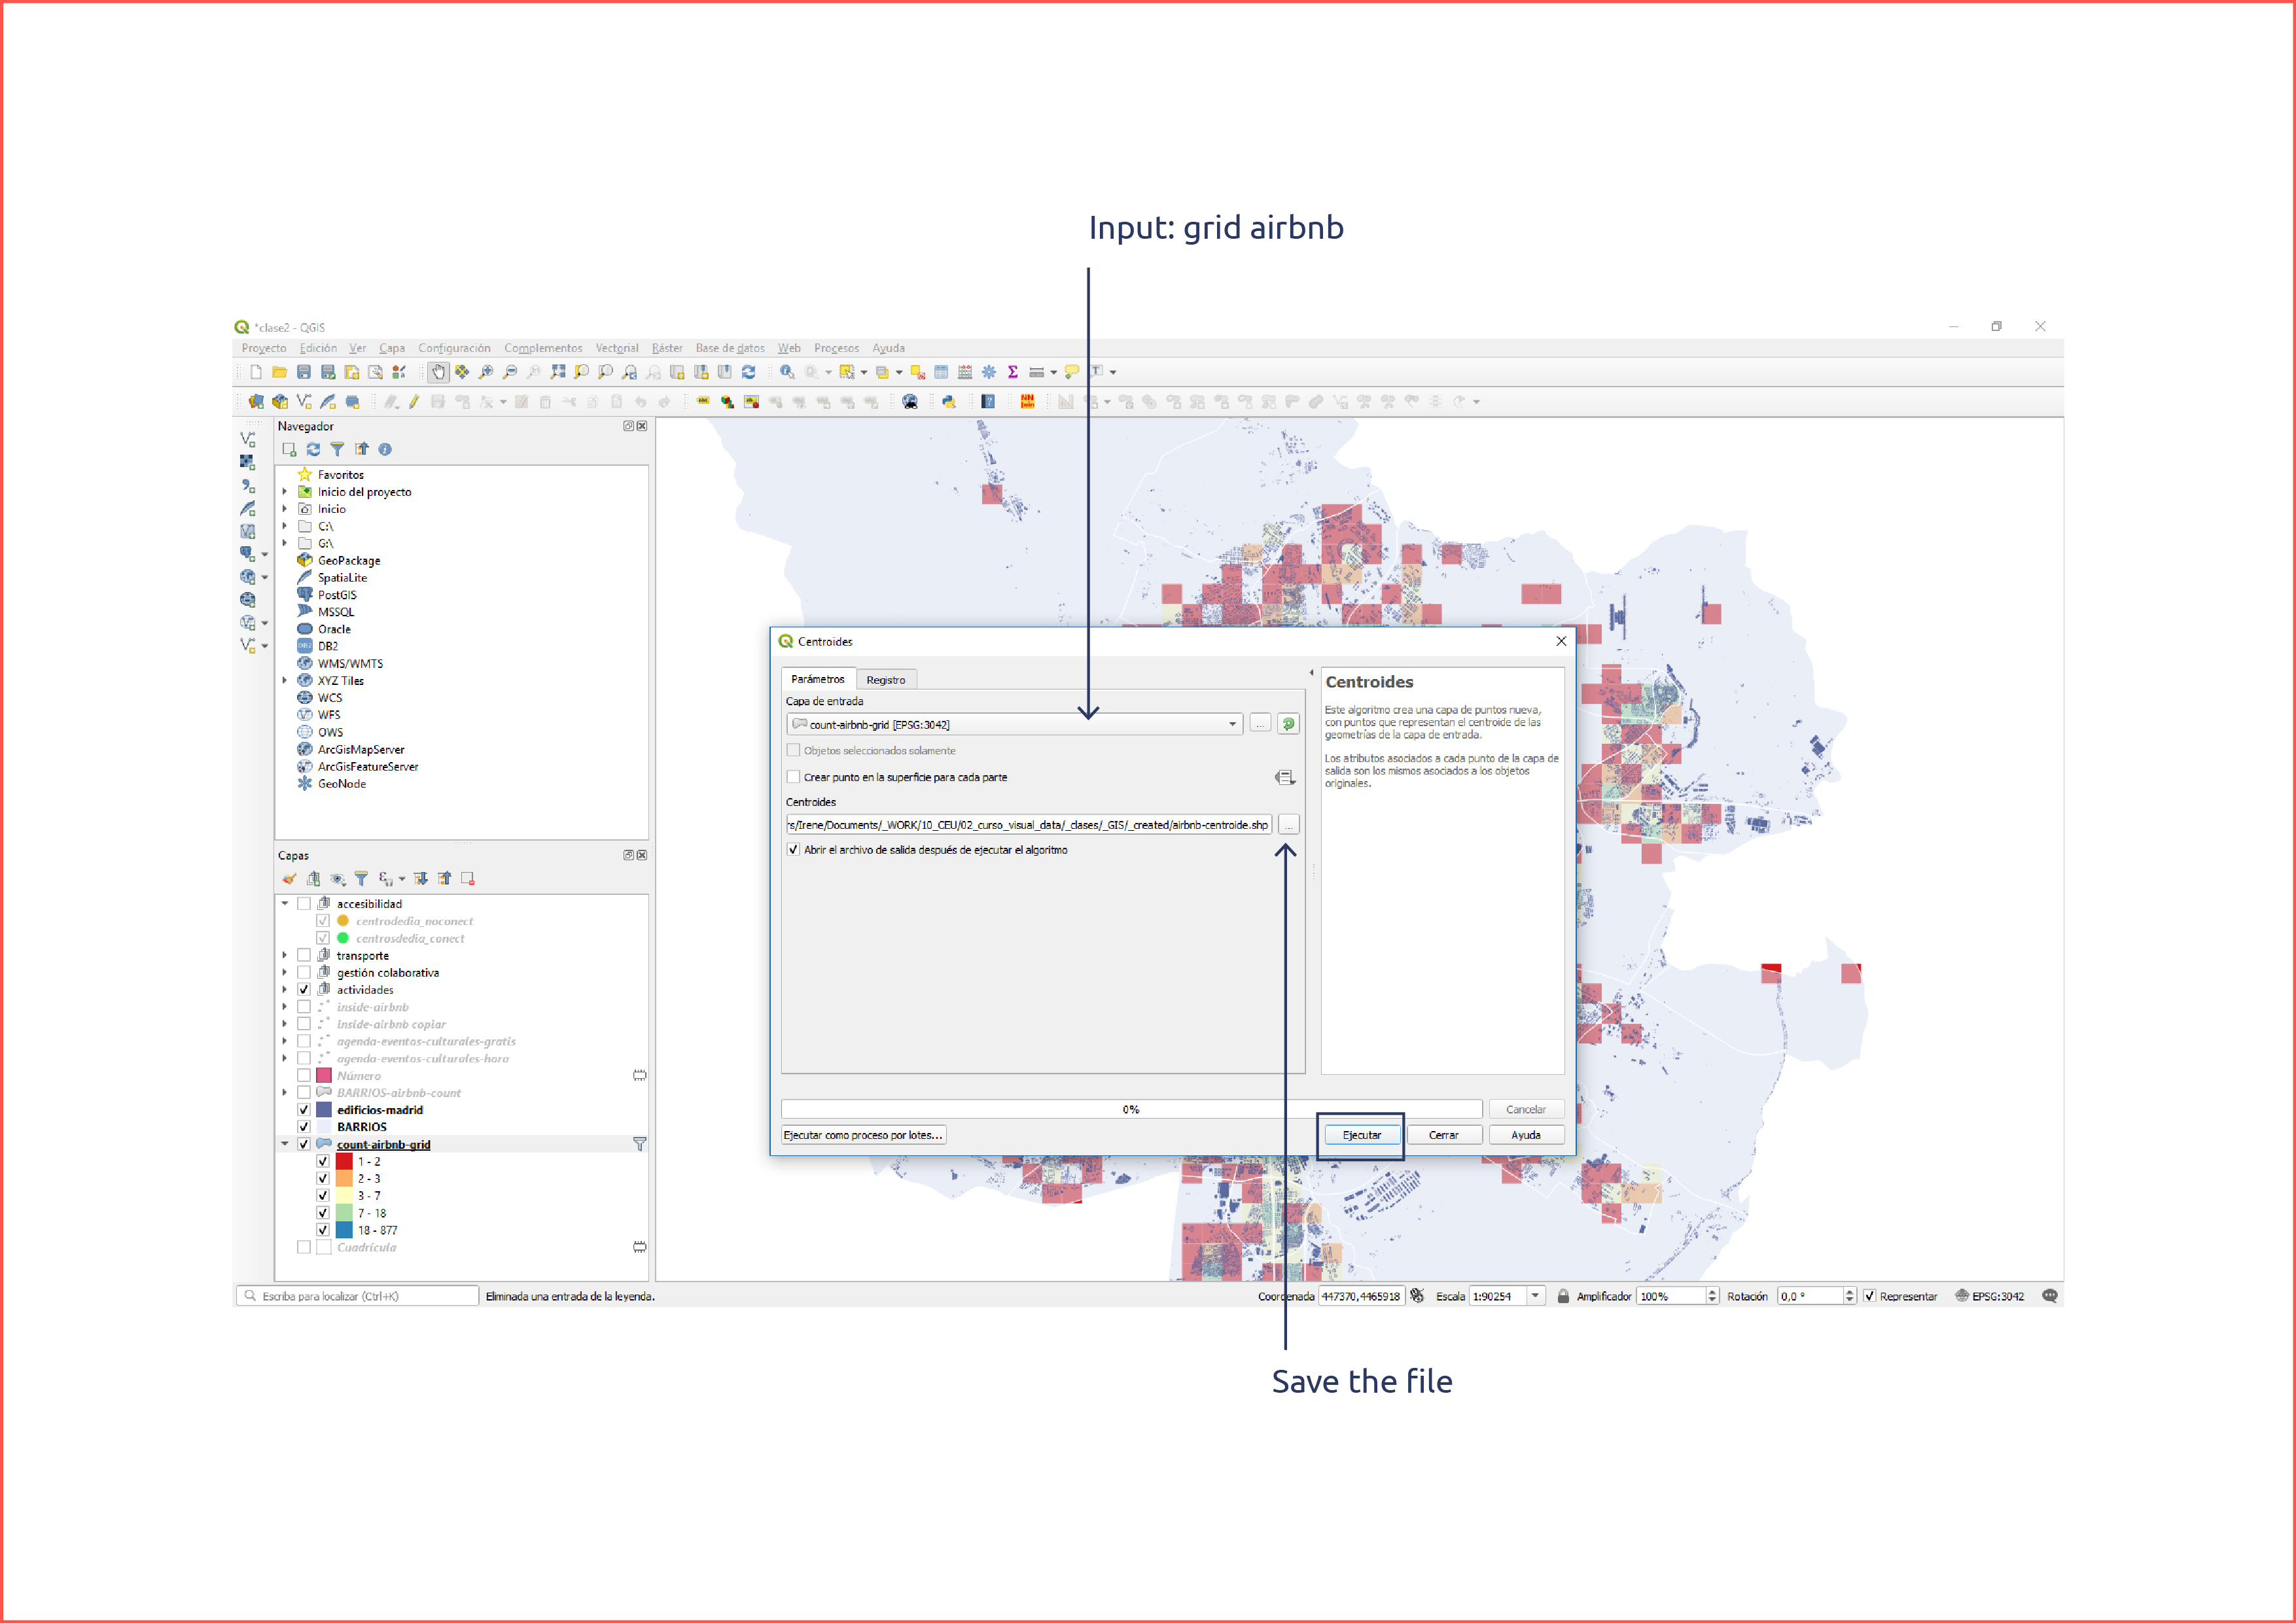 Input: grid airbnb
*clase2 - QGIS
Proyecto Edición Ver Capa Configuración Complementos Vectorial Ráster Base de datos Web Procesos Ayuda
Navegador
Favoritos
Inicio del proyecto
Inicio
C:\
G:\
GeoPackage
SpatiaLite
PostGIS
MSSQL
Oracle
DB2
WMS/WMTS
XYZ Tiles
WCS
WFS
OWS
ArcGisMapServer
ArcGisFeatureServer
GeoNode
Capas
accesibilidad
centrodedia_noconect
centrosdedia_conect
transporte
gestión colaborativa
actividades
inside-airbnb
inside-airbnb copiar
agenda-eventos-culturales-gratis
agenda-eventos-culturales-hora
Número
BARRIOS-airbnb-count
edificios-madrid
BARRIOS
count-airbnb-grid
1 - 2
2 - 3
3 - 7
7 - 18
18 - 877
Cuadrícula
Centroides
Parámetros Registro
Capa de entrada
count-airbnb-grid [EPSG:3042]
...
Objetos seleccionados solamente
Crear punto en la superficie para cada parte
Centroides
rs/Irene/Documents/_WORK/10_CEU/02_curso_visual_data/_clases/_GIS/_created/airbnb-centroide.shp
...
Abrir el archivo de salida después de ejecutar el algoritmo
Centroides
Este algoritmo crea una capa de puntos nueva,
con puntos que representan el centroide de las
geometrías de la capa de entrada.
Los atributos asociados a cada punto de la capa de
salida son los mismos asociados a los objetos
originales.
0%
Cancelar
Ejecutar como proceso por lotes...
Ejecutar
Cerrar
Ayuda
Escriba para localizar (Ctrl+K)
Eliminada una entrada de la leyenda.
Coordenada 447370,4465918 Escala 1:90254 Amplificador 100% Rotación 0,0 ° Representar EPSG:3042
Save the file